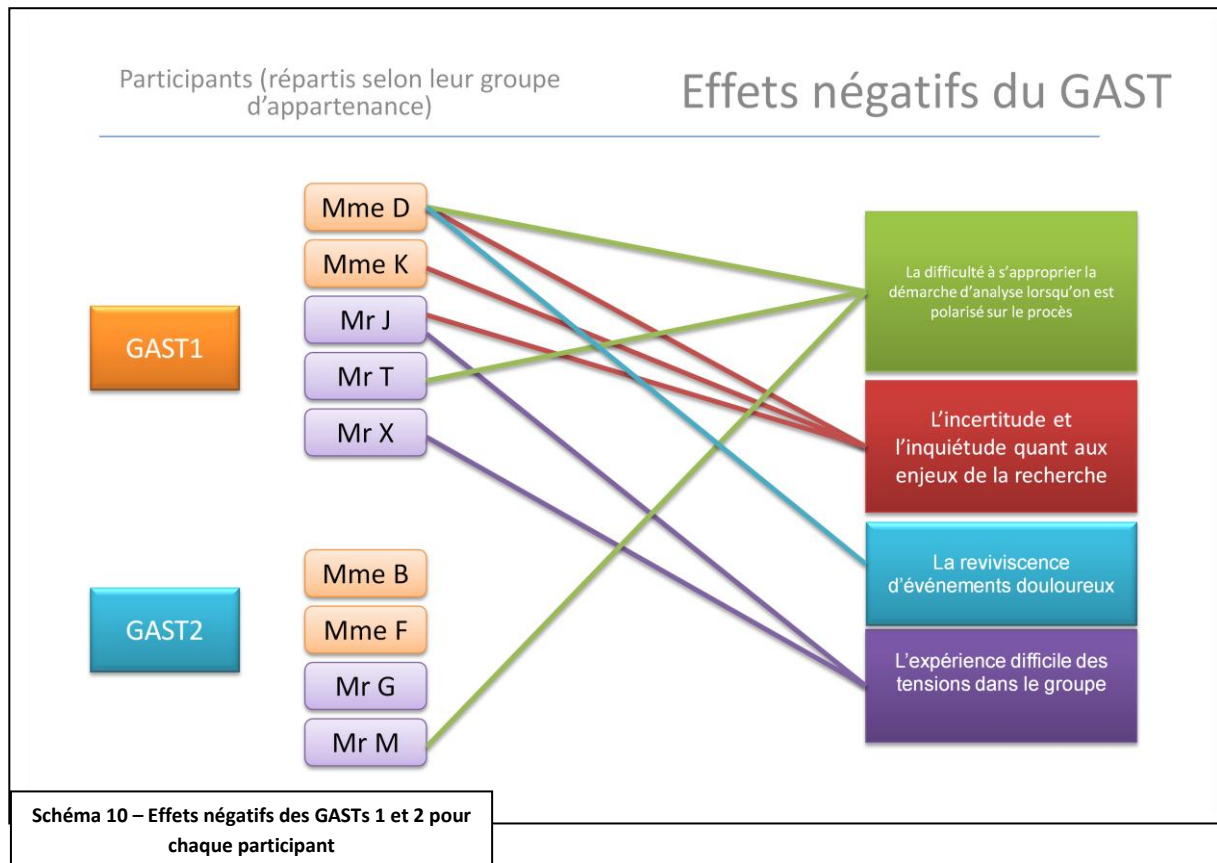 Participants (répartis selon leur groupe
d'appartenance)
Effets négatifs du GAST
GAST1
Mme D
Mme K
Mr J
Mr T
Mr X
GAST2
Mme B
Mme F
Mr G
Mr M
La difficulté à s'approprier la
démarche d'analyse lorsqu'on est
polarisé sur le procès
L'incertitude et
l'inquiétude quant aux
enjeux de la recherche
La reviviscence
d'événements douloureux
L'expérience difficile des
tensions dans le groupe
Schéma 10 – Effets négatifs des GASTs 1 et 2 pour
chaque participant